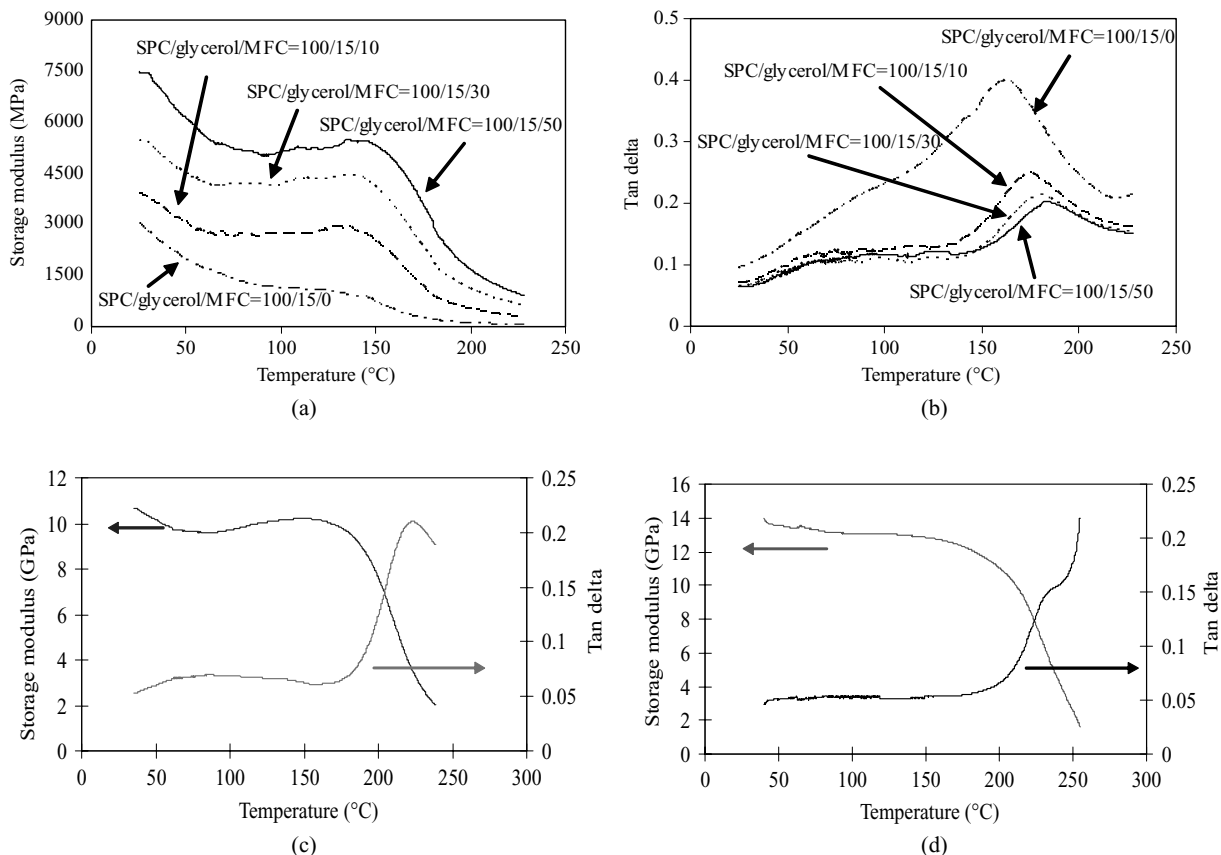 9000
7500
6000
4500
3000
1500
0
Storage modulus (MPa)
SPC/glycerol/MFC=100/15/10
SPC/glycerol/MFC=100/15/30
SPC/glycerol/MFC=100/15/50
SPC/glycerol/MFC=100/15/0
0 50 100 150 200 250
Temperature (°C)
(a)
0.5
0.4
0.3
0.2
0.1
0
Tan delta
SPC/glycerol/MFC=100/15/0
SPC/glycerol/MFC=100/15/10
SPC/glycerol/MFC=100/15/30
SPC/glycerol/MFC=100/15/50
0 50 100 150 200 250
Temperature (°C)
(b)
12
10
8
6
4
2
0
Storage modulus (GPa)
0.25
0.2
0.15
0.1
0.05
0
Tan delta
0 50 100 150 200 250 300
Temperature (°C)
(c)
16
14
12
10
8
6
4
2
0
Storage modulus (GPa)
0.25
0.2
0.15
0.1
0.05
0
Tan delta
0 50 100 150 200 250 300
Temperature (°C)
(d)